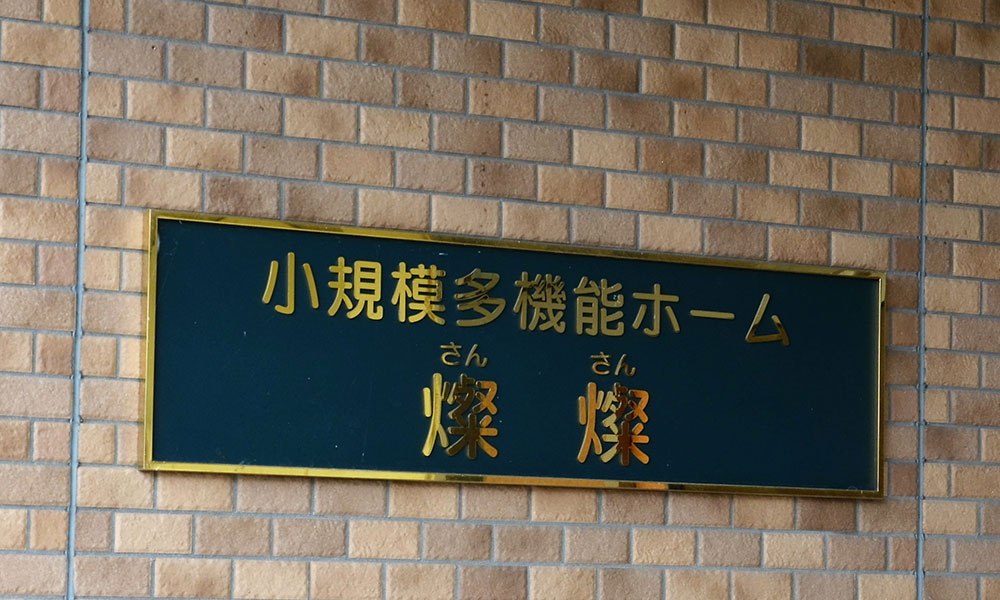 小規模多機能ホーム
さん さん
燦 燦